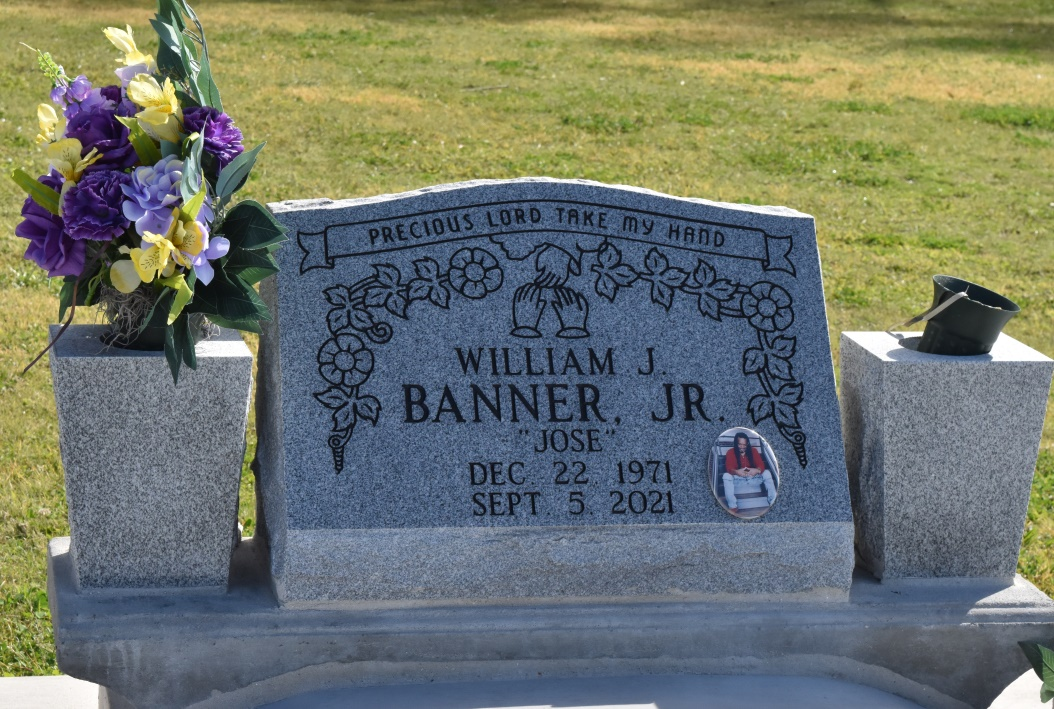 PRECIOUS LORD TAKE MY HAND
WILLIAM J.
BANNER, JR.
"JOSE"
DEC. 22, 1971
SEPT. 5, 2021